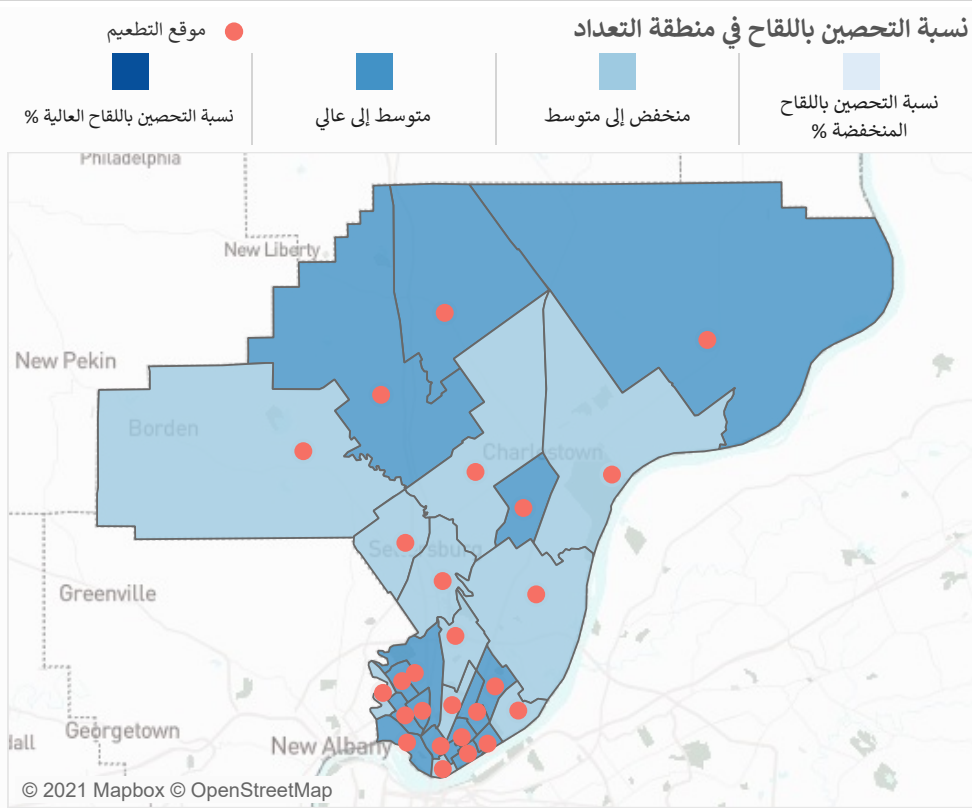 نسبة التحصين باللقاح في منطقة التعداد
موقع التطعيم
نسبة التحصين باللقاح
المنخفضة %
منخفض إلى متوسط
متوسط إلى عالي
نسبة التحصين باللقاح العالية %
Philadelphia
New Liberty
New Pekin
Borden
Charlestown
Sellersburg
Greenville
Georgetown
New Albany
© 2021 Mapbox © OpenStreetMap